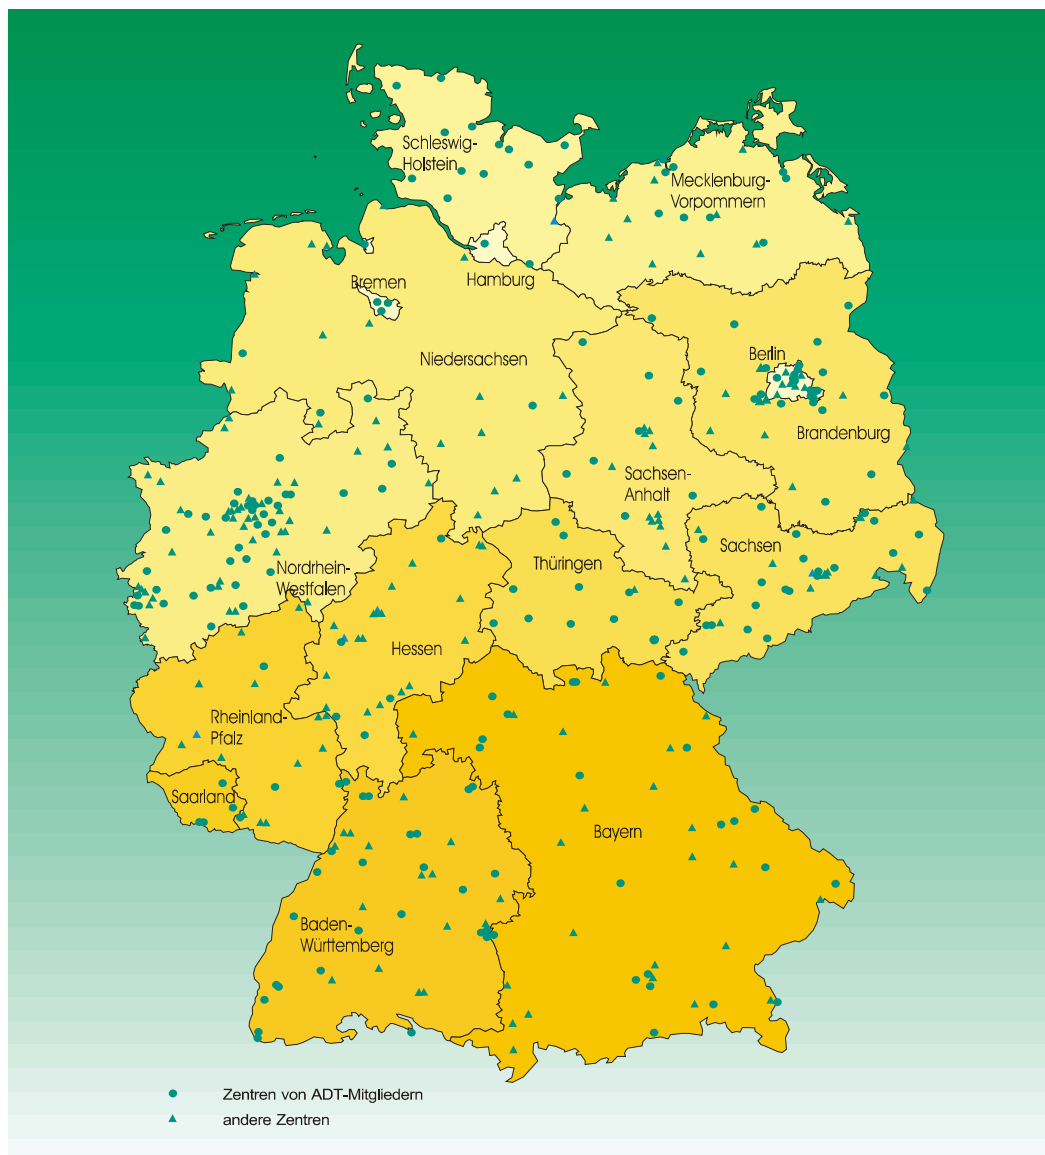 Schleswig-
Holstein
Mecklenburg-
Vorpommern
Hamburg
Bremen
Niedersachsen
Berlin
Brandenburg
Sachsen-
Anhalt
Sachsen
Thüringen
Nordrhein-
Westfalen
Hessen
Rheinland-
Pfalz
Saarland
Bayern
Baden-
Württemberg
Zentren von ADT-Mitgliedern
andere Zentren